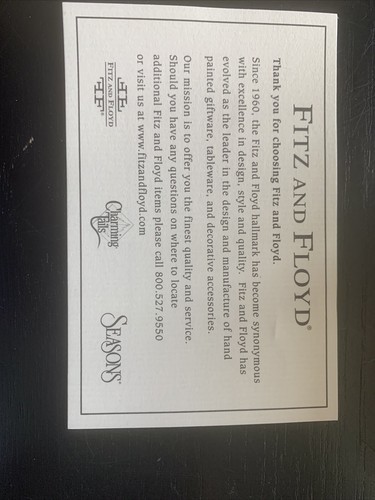 FITZ AND FLOYD®
Thank you for choosing Fitz and Floyd.
Since 1960, the Fitz and Floyd hallmark has become synonymous
with excellence in design, style and quality. Fitz and Floyd has
evolved as the leader in the design and manufacture of hand
painted giftware, tableware, and decorative accessories.
Our mission is to offer you the finest quality and service.
Should you have any questions on where to locate
additional Fitz and Floyd items please call 800.527.9550
or visit us at www.fitzandfloyd.com
FITZ AND FLOYD
Charming
Tails
SEASONS